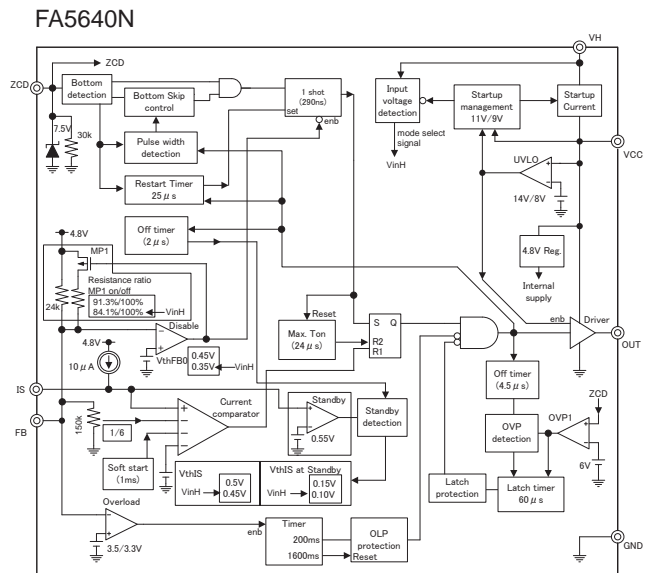 FA5640N
VH
ZCD
ZCD
Bottom
detection
Bottom Skip
control
1 shot
(290ns)
set
enb
Input
voltage
detection
Startup
management
11V/9V
Startup
Current
mode select
signal
VinH
7.5V
30k
Pulse width
detection
VCC
UVLO
14V/8V
Restart Timer
25μs
Off timer
(2μs)
4.8V Reg.
Internal
supply
4.8V
MP1
24k
Resistance ratio
MP1 on/off
91.3%/100%
84.1%/100%
VinH
Disable
VthFB0
0.45V
0.35V
VinH
Reset
Max. Ton
(24μs)
S Q
R2
R1
enb
Driver
OUT
4.8V
10μA
IS
FB
150k
1/6
Current
comparator
Standby
0.55V
Standby
detection
Off timer
(4.5μs)
ZCD
OVP1
OVP
detection
6V
Soft start
(1ms)
VthIS
VinH
0.5V
0.45V
VthIS at Standby
VinH
0.15V
0.10V
Latch
protection
Latch timer
60μs
Overload
3.5/3.3V
enb
Timer
200ms
1600ms
OLP
protection
Reset
GND